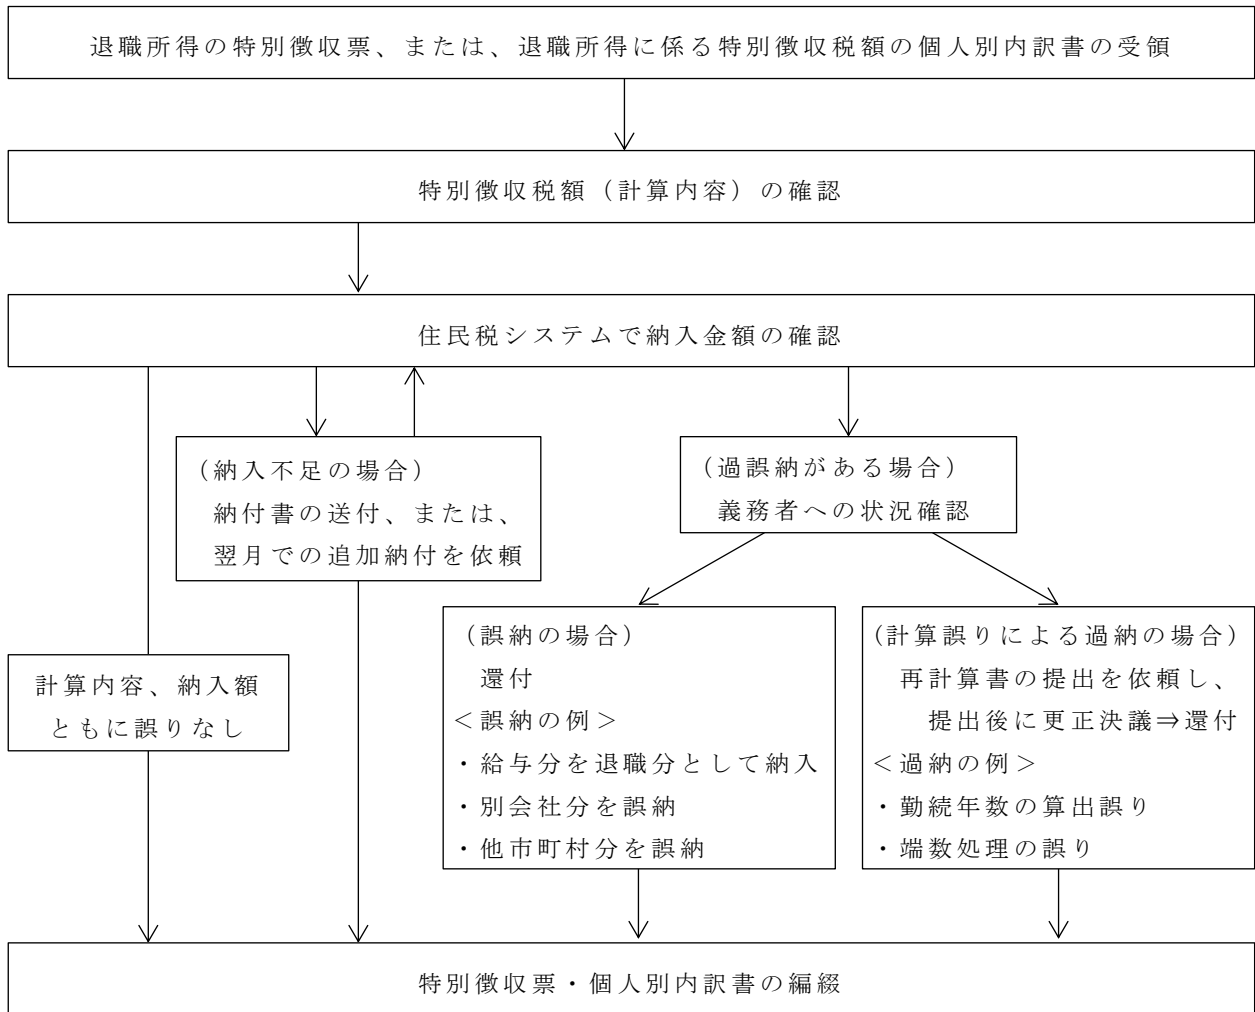 退職所得の特別徴収票、または、退職所得に係る特別徴収税額の個人別内訳書の受領
特別徴収税額（計算内容）の確認
住民税システムで納入金額の確認
（納入不足の場合）
納付書の送付、または、
翌月での追加納付を依頼
（過誤納がある場合）
義務者への状況確認
計算内容、納入額
ともに誤りなし
（誤納の場合）
還付
＜誤納の例＞
・給与分を退職分として納入
・別会社分を誤納
・他市町村分を誤納
（計算誤りによる過納の場合）
再計算書の提出を依頼し、
提出後に更正決議⇒還付
＜過納の例＞
・勤続年数の算出誤り
・端数処理の誤り
特別徴収票・個人別内訳書の編綴